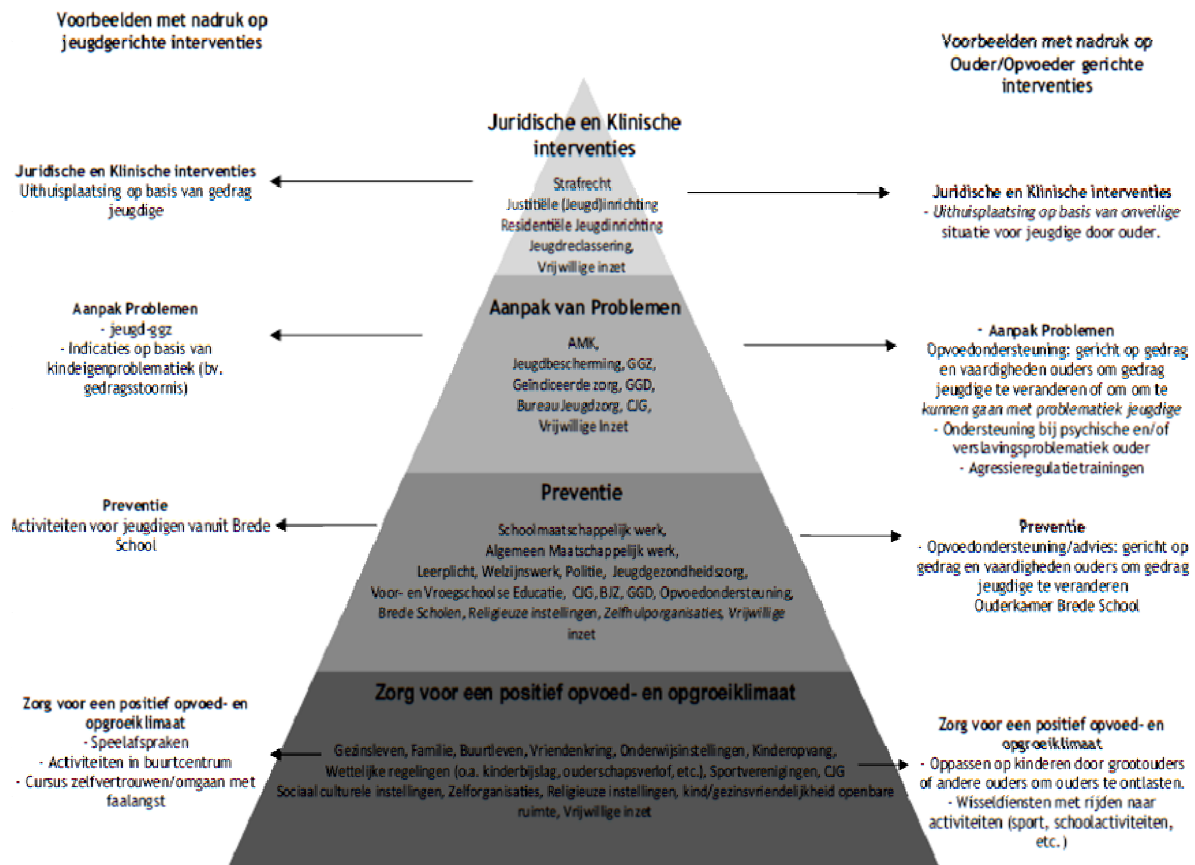 Voorbeelden met nadruk op
jeugdgerichte interventies
Voorbeelden met nadruk op
Ouder/Opvoeder gerichte
interventies
Juridische en Klinische
interventies
Strafrecht
Justitiële (Jeugd)inrichting
Residentiële Jeugdinrichting
Jeugdreclassering,
Vrijwillige inzet
Juridische en Klinische interventies
Uithuisplaatsing op basis van gedrag
jeugdige
Juridische en Klinische interventies
- Uithuisplaatsing op basis van onveilige
situatie voor jeugdige door ouder.
Aanpak van Problemen
AMK,
Jeugdbescherming, GGZ,
Geïndiceerde zorg, GGD,
Bureau Jeugdzorg, CJG,
Vrijwillige Inzet
Aanpak Problemen
- jeugd-ggz
- Indicaties op basis van
kindeigenproblematiek (bv.
gedragsstoornis)
- Aanpak Problemen
Opvoedondersteuning: gericht op gedrag
en vaardigheden ouders om gedrag
jeugdige te veranderen of om om te
kunnen gaan met problematiek jeugdige
- Ondersteuning bij psychische en/of
verslavingsproblematiek ouder
- Agressieregulatietrainingen
Preventie
Schoolmaatschappelijk werk,
Algemeen Maatschappelijk werk,
Leerplicht, Welzijnswerk, Politie, Jeugdgezondheidszorg,
Voor- en Vroegschoolse Educatie, CJG, BJZ, GGD, Opvoedondersteuning,
Brede Scholen, Religieuze instellingen, Zelfhulporganisaties, Vrijwillige
inzet
Preventie
Activiteiten voor jeugdigen vanuit Brede
School
Preventie
- Opvoedondersteuning/advies: gericht op
gedrag en vaardigheden ouders om gedrag
jeugdige te veranderen
Ouderkamer Brede School
Zorg voor een positief opvoed- en opgroeiklimaat
Gezinsleven, Familie, Buurtleven, Vriendenkring, Onderwijsinstellingen, Kinderopvang,
Wettelijke regelingen (o.a. kinderbijslag, ouderschapsverlof, etc.), Sportverenigingen, CJG
Sociaal culturele instellingen, Zelforganisaties, Religieuze instellingen, kind/gezinsvriendelijkheid openbare
ruimte, Vrijwillige inzet
Zorg voor een positief opvoed- en
opgroeiklimaat
- Speelafspraken
- Activiteiten in buurtcentrum
- Cursus zelfvertrouwen/omgaan met
faalangst
Zorg voor een positief opvoed- en
opgroeiklimaat
- Oppassen op kinderen door grootouders
of andere ouders om ouders te ontlasten.
- Wisseldiensten met rijden naar
activiteiten (sport, schoolactiviteiten,
etc.)